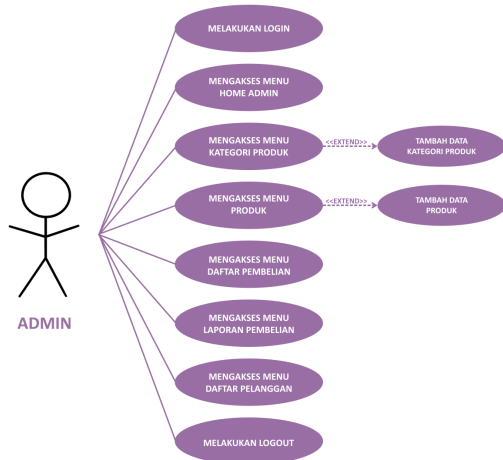 MELAKUKAN LOGIN
MENGAKSES MENU
HOME ADMIN
MENGAKSES MENU
KATEGORI PRODUK
<<EXTEND>>
TAMBAH DATA
KATEGORI PRODUK
MENGAKSES MENU
PRODUK
<<EXTEND>>
TAMBAH DATA
PRODUK
MENGAKSES MENU
DAFTAR PEMBELIAN
ADMIN
MENGAKSES MENU
LAPORAN PEMBELIAN
MENGAKSES MENU
DAFTAR PELANGGAN
MELAKUKAN LOGOUT